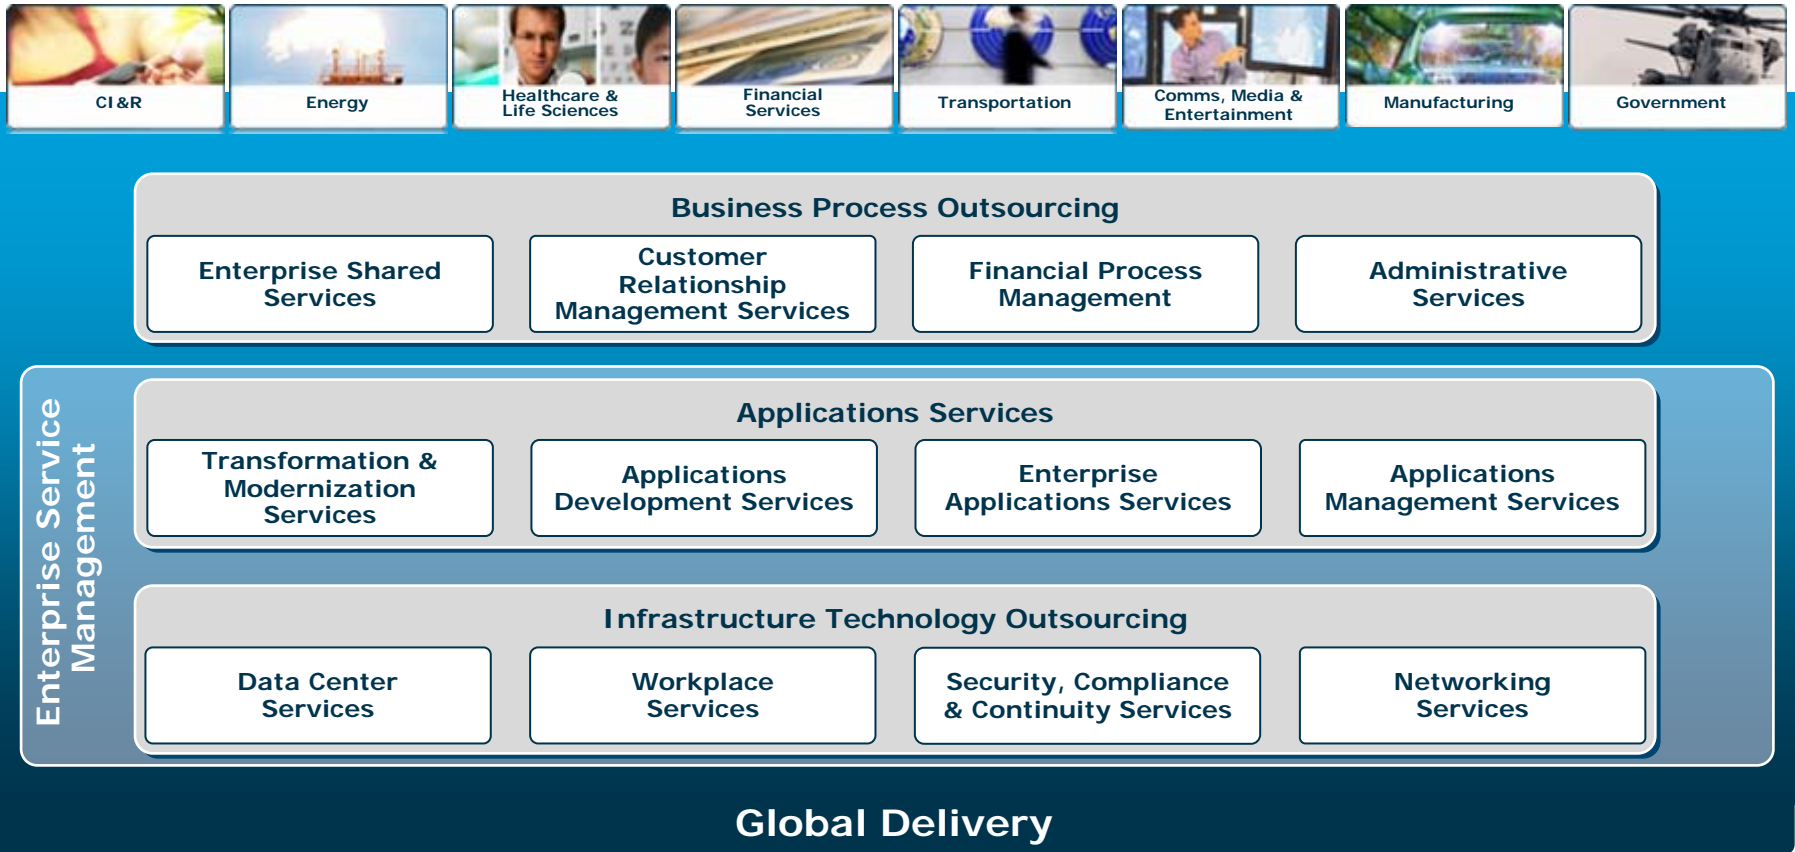 CI&R
Energy
Healthcare &
Life Sciences
Financial
Services
Transportation
Comms, Media &
Entertainment
Manufacturing
Government
Business Process Outsourcing
Enterprise Shared
Services
Customer
Relationship
Management Services
Financial Process
Management
Administrative
Services
Enterprise Service
Management
Applications Services
Transformation &
Modernization
Services
Applications
Development Services
Enterprise
Applications Services
Applications
Management Services
Infrastructure Technology Outsourcing
Data Center
Services
Workplace
Services
Security, Compliance
& Continuity Services
Networking
Services
Global Delivery